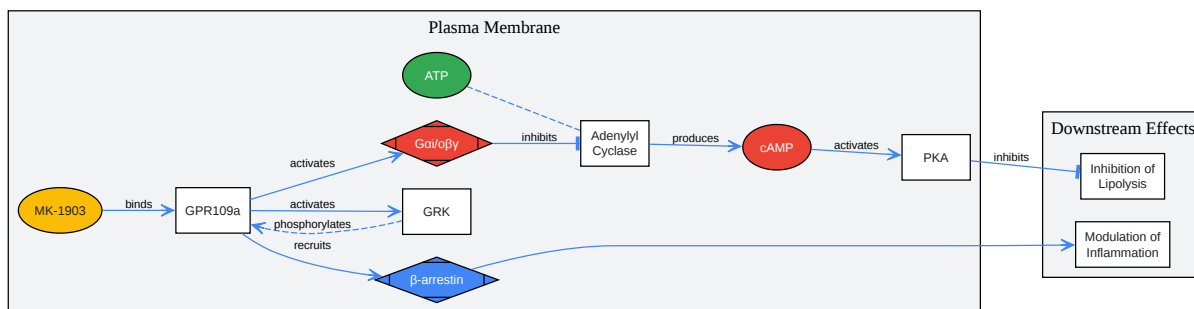 Plasma Membrane
ATP
Gαi/oβγ
inhibits
Adenylyl
Cyclase
produces
cAMP
activates
PKA
inhibits
Downstream Effects
Inhibition of
Lipolysis
activates
MK-1903
binds
GPR109a
activates
GRK
phosphorylates
recruits
β-arrestin
Modulation of
Inflammation